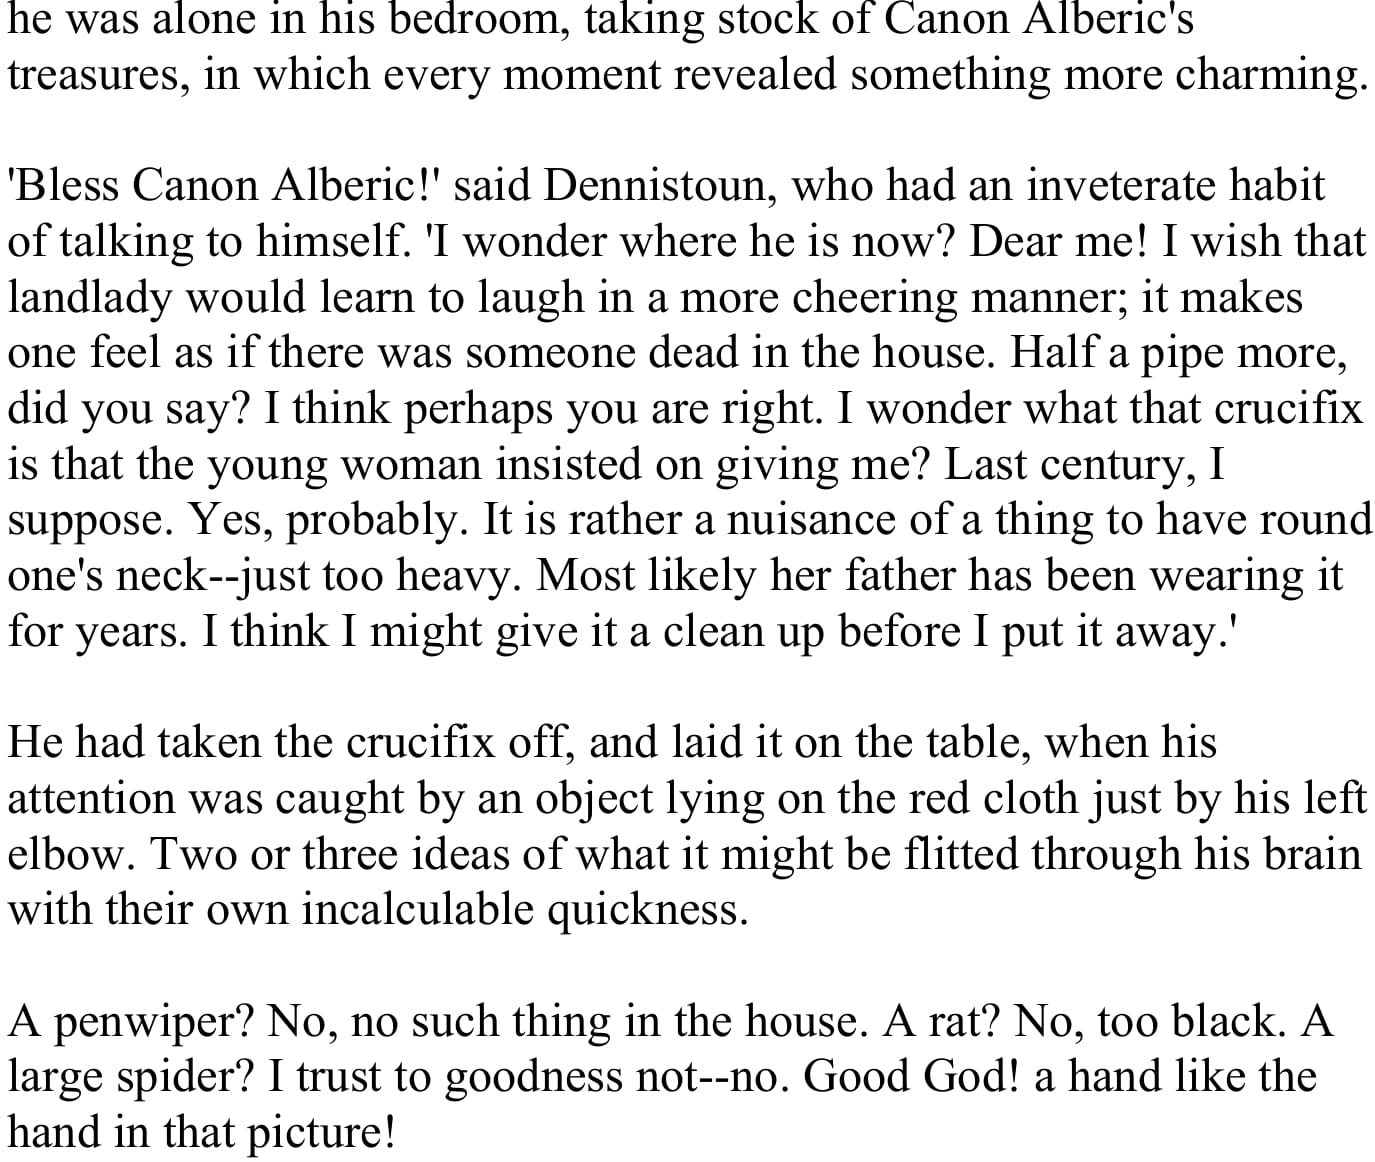 he was alone in his bedroom, taking stock of Canon Alberic's
treasures, in which every moment revealed something more charming.
'Bless Canon Alberic!' said Dennistoun, who had an inveterate habit
of talking to himself. 'I wonder where he is now? Dear me! I wish that
landlady would learn to laugh in a more cheering manner; it makes
one feel as if there was someone dead in the house. Half a pipe more,
did you say? I think perhaps you are right. I wonder what that crucifix
is that the young woman insisted on giving me? Last century, I
suppose. Yes, probably. It is rather a nuisance of a thing to have round
one's neck--just too heavy. Most likely her father has been wearing it
for years. I think I might give it a clean up before I put it away.'
He had taken the crucifix off, and laid it on the table, when his
attention was caught by an object lying on the red cloth just by his left
elbow. Two or three ideas of what it might be flitted through his brain
with their own incalculable quickness.
A penwiper? No, no such thing in the house. A rat? No, too black. A
large spider? I trust to goodness not--no. Good God! a hand like the
hand in that picture!